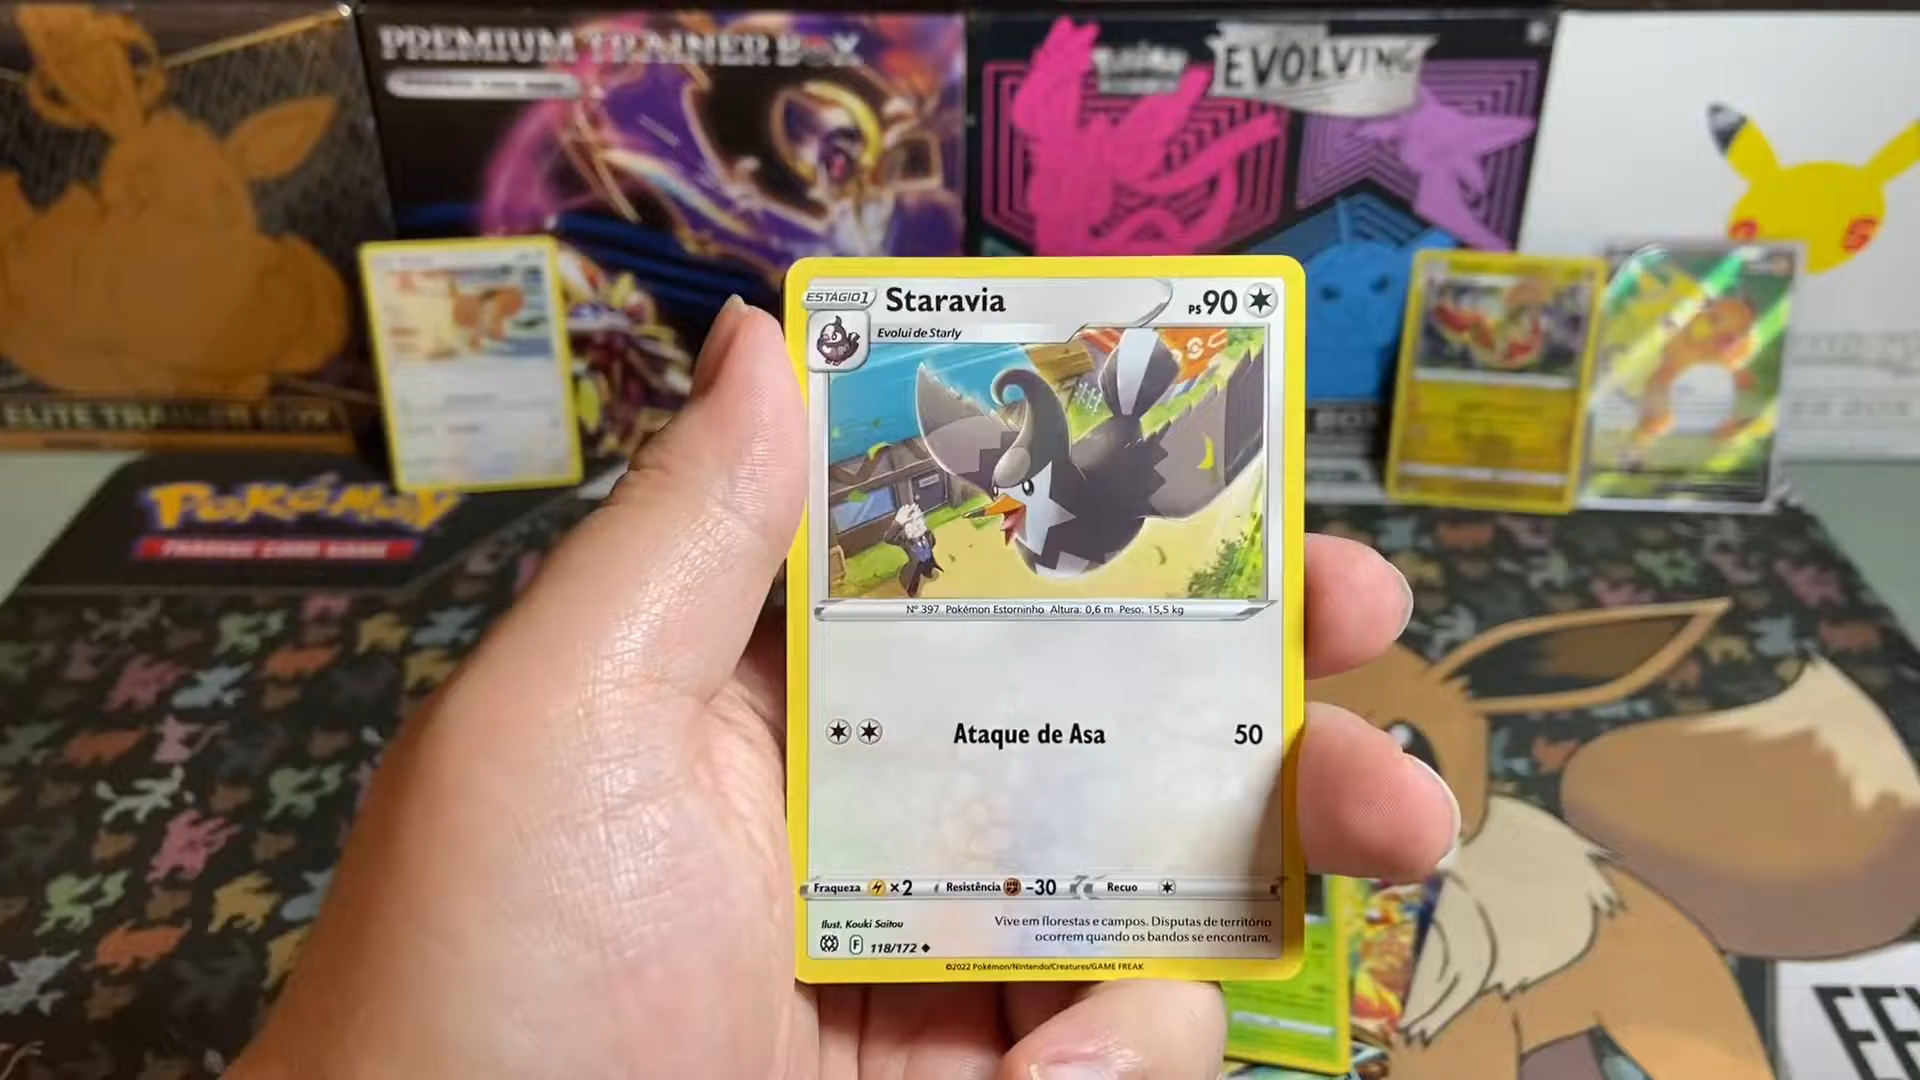 PREMIUM TRAINER BOX
EVOLVING
ELITE TRAINER BOX
POKÉMON
TRADING CARD GAME
ESTÁGIO 1
Staravia
PS 90
Evolui de Starly
Nº 397 Pokémon Estorninho Altura: 0,6 m Peso: 15,5 kg
Ataque de Asa 50
Fraqueza ×2 Resistência -30 Recuo
Ilust. Kouki Saitou
Vive em florestas e campos. Disputas de território
ocorrem quando os bandos se encontram.
F 118/172
©2022 Pokémon/Nintendo/Creatures/GAME FREAK